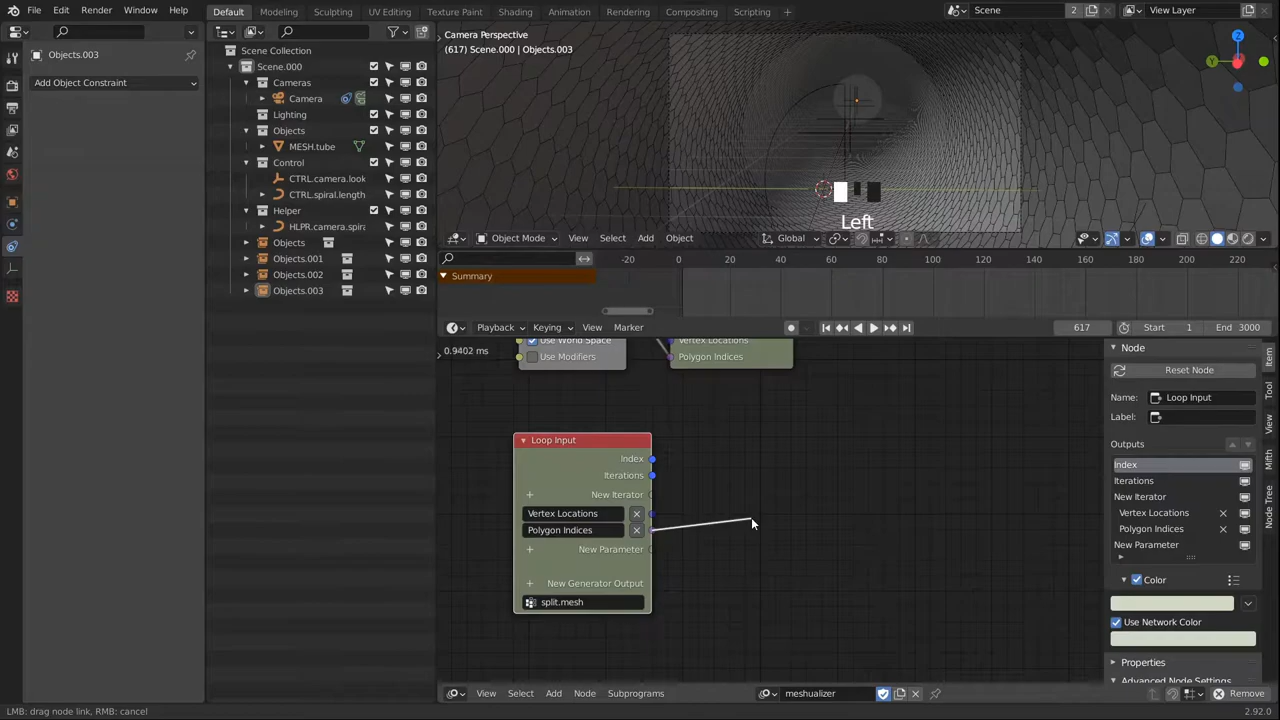 File Edit Render Window Help
Default Modeling Sculpting UV Editing Texture Paint Shading Animation Rendering Compositing Scripting
Scene 2
View Layer
Objects.003
Add Object Constraint
Scene Collection
Scene.000
Cameras
Camera
Lighting
Objects
MESH.tube
Control
CTRL.camera.look
CTRL.spiral.length
Helper
HLPR.camera.spira
Objects
Objects.001
Objects.002
Objects.003
Camera Perspective
(617) Scene.000 | Objects.003
Left
Object Mode View Select Add Object Global
-20 0 20 40 60 80 100 120 140 160 180 200 220
Summary
Playback Keying View Marker 617 Start 1 End 3000
0.9402 ms
Use World Space
Use Modifiers
Vertex Locations
Polygon Indices
Loop Input
Index
Iterations
New Iterator
Vertex Locations
Polygon Indices
New Parameter
New Generator Output
split.mesh
Node
Reset Node
Name: Loop Input
Label:
Outputs
Index
Iterations
New Iterator
Vertex Locations
Polygon Indices
New Parameter
Color
Use Network Color
Properties
Advanced Node Settings
Item
Tool
View
Mith
Node Tree
View Select Add Node Subprograms meshualizer Remove
LMB: drag node link, RMB: cancel
2.92.0